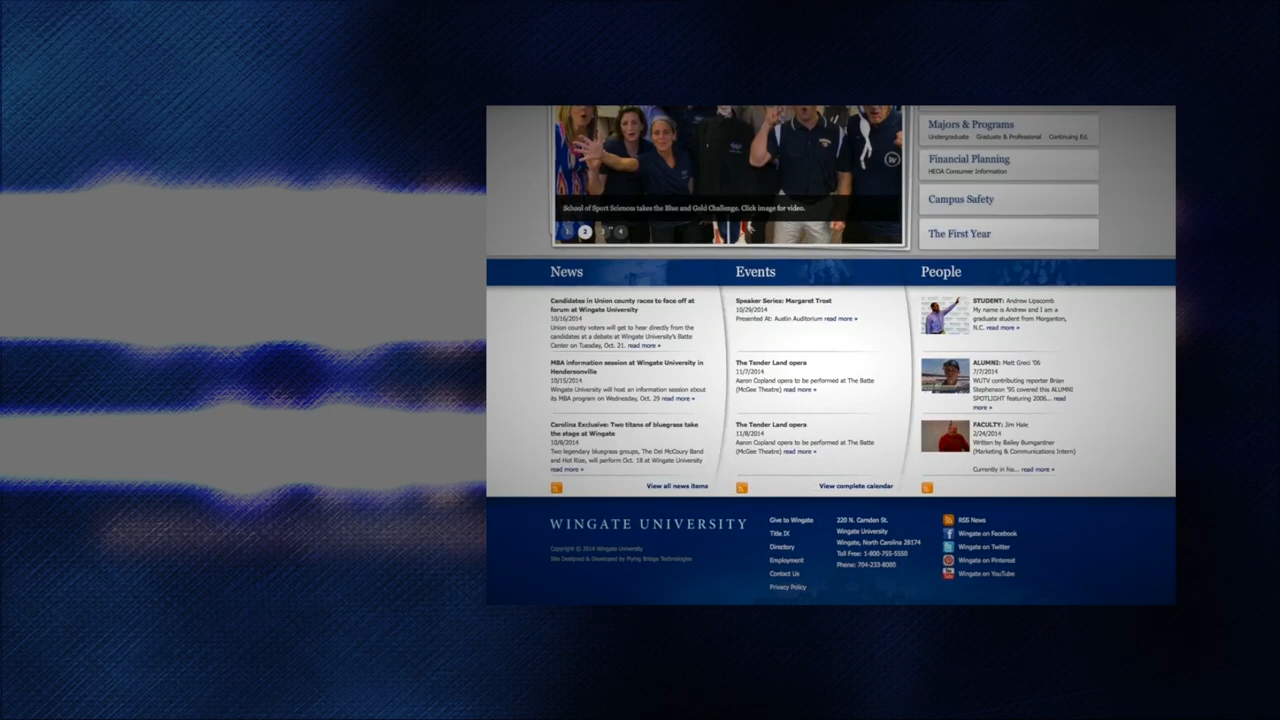 Majors & Programs
Undergraduate Graduate & Professional Continuing Ed.
Financial Planning
HEOA Consumer Information
Campus Safety
The First Year
School of Sport Sciences takes the Blue and Gold Challenge. Click image for video.
1 2 3 4
W
News
Candidates in Union county races to face off at
forum at Wingate University
10/16/2014
Union county voters will get to hear directly from the
candidates at a debate at Wingate University's Batte
Center on Tuesday, Oct. 21. read more »
MBA information session at Wingate University in
Hendersonville
10/15/2014
Wingate University will host an information session about
its MBA program on Wednesday, Oct. 29 read more »
Carolina Exclusive: Two titans of bluegrass take
the stage at Wingate
10/8/2014
Two legendary bluegrass groups, The Del McCoury Band
and Hot Rize, will perform Oct. 18 at Wingate University
read more »
View all news items
Events
Speaker Series: Margaret Trost
10/29/2014
Presented At: Austin Auditorium read more »
The Tender Land opera
11/7/2014
Aaron Copland opera to be performed at The Batte
(McGee Theatre) read more »
The Tender Land opera
11/8/2014
Aaron Copland opera to be performed at The Batte
(McGee Theatre) read more »
View complete calendar
People
STUDENT: Andrew Lipscomb
My name is Andrew and I am a
graduate student from Morganton,
N.C. read more »
ALUMNI: Matt Greci '06
7/7/2014
WUTV contributing reporter Brian
Stephenson '95 covered this ALUMNI
SPOTLIGHT featuring 2006... read
more »
FACULTY: Jim Hale
2/24/2014
Written by Bailey Bumgardner
(Marketing & Communications Intern)
Currently in Na... read more »
WINGATE UNIVERSITY
Copyright © 2014 Wingate University
Site Designed & Developed by Flying Bridge Technologies
Give to Wingate
Title IX
Directory
Employment
Contact Us
Privacy Policy
220 N. Camden St.
Wingate University
Wingate, North Carolina 28174
Toll Free: 1-800-755-5550
Phone: 704-233-8000
RSS News
Wingate on Facebook
Wingate on Twitter
Wingate on Pinterest
Wingate on YouTube